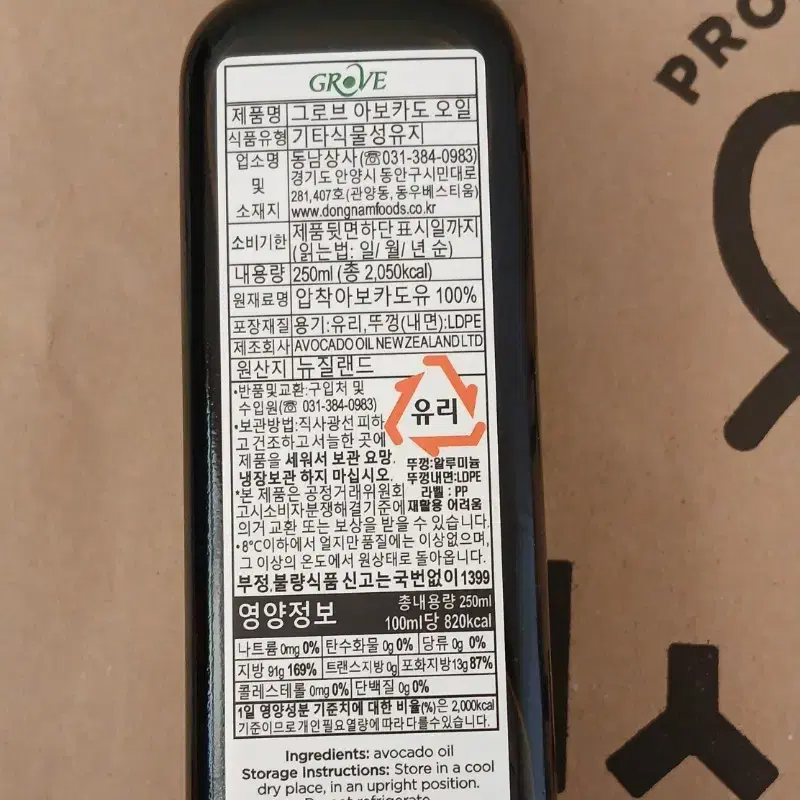 GROVE
제품명 그로브 아보카도 오일
식품유형 기타식물성유지
업소명 및 소재지 동남상사(☏031-384-0983)
경기도 안양시 동안구시민대로
281,407호(관양동, 동우베스티움)
www.dongnamfoods.co.kr
소비기한 제품뒷면하단표시일까지
(읽는법: 일/ 월/ 년 순)
내용량 250ml (총 2,050kcal)
원재료명 압착아보카도유 100%
포장재질 용기:유리,뚜껑(내면):LDPE
제조회사 AVOCADO OIL NEW ZEALAND LTD
원산지 뉴질랜드
•반품및교환:구입처 및
수입원(☏ 031-384-0983)
•보관방법:직사광선 피하
고 건조하고 서늘한 곳에
제품을 세워서 보관 요망.
냉장보관 하지 마십시오.
유리
뚜껑:알루미늄
뚜껑내면:LDPE
라벨 : PP
재활용 어려움
•본 제품은 공정거래위원회
고시소비자분쟁해결기준에
의거 교환 또는 보상을 받을 수 있습니다.
•8℃이하에서 얼지만 품질에는 이상없으며,
그 이상의 온도에서 원상태로 돌아옵니다.
부정,불량식품 신고는 국번없이 1399
영양정보 총내용량 250ml
100ml당 820kcal
나트륨 0mg 0% 탄수화물 0g 0% 당류 0g 0%
지방 91g 169% 트랜스지방 0g 포화지방 13g 87%
콜레스테롤 0mg 0% 단백질 0g 0%
1일 영양성분 기준치에 대한 비율(%)은 2,000kcal
기준이므로 개인 필요 열량에 따라 다를 수 있습니다.
Ingredients: avocado oil
Storage Instructions: Store in a cool
dry place, in an upright position.
Do not refrigerate
PRO